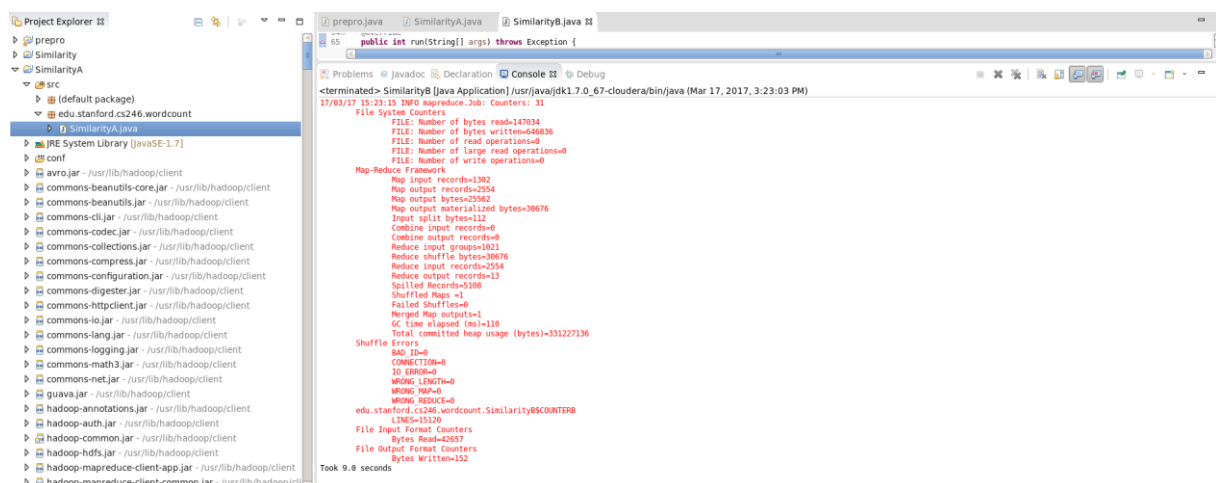 Project Explorer
prepro
Similarity
SimilarityA
src
(default package)
edu.stanford.cs246.wordcount
SimilarityA.java
JRE System Library [JavaSE-1.7]
conf
avro.jar - /usr/lib/hadoop/client
commons-beanutils-core.jar - /usr/lib/hadoop/client
commons-beanutils.jar - /usr/lib/hadoop/client
commons-cli.jar - /usr/lib/hadoop/client
commons-codec.jar - /usr/lib/hadoop/client
commons-collections.jar - /usr/lib/hadoop/client
commons-compress.jar - /usr/lib/hadoop/client
commons-configuration.jar - /usr/lib/hadoop/client
commons-digester.jar - /usr/lib/hadoop/client
commons-httpclient.jar - /usr/lib/hadoop/client
commons-io.jar - /usr/lib/hadoop/client
commons-lang.jar - /usr/lib/hadoop/client
commons-logging.jar - /usr/lib/hadoop/client
commons-math3.jar - /usr/lib/hadoop/client
commons-net.jar - /usr/lib/hadoop/client
guava.jar - /usr/lib/hadoop/client
hadoop-annotations.jar - /usr/lib/hadoop/client
hadoop-auth.jar - /usr/lib/hadoop/client
hadoop-common.jar - /usr/lib/hadoop/client
hadoop-hdfs.jar - /usr/lib/hadoop/client
hadoop-mapreduce-client-app.jar - /usr/lib/hadoop/client
hadoop-mapreduce-client-common.jar - /usr/lib/hadoop/cli
prepro.java SimilarityA.java SimilarityB.java
65 public int run(String[] args) throws Exception {
Problems Javadoc Declaration Console Debug
<terminated> SimilarityB [Java Application] /usr/java/jdk1.7.0_67-cloudera/bin/java (Mar 17, 2017, 3:23:03 PM)
17/03/17 15:23:15 INFO mapreduce.Job: Counters: 31
File System Counters
FILE: Number of bytes read=147034
FILE: Number of bytes written=646836
FILE: Number of read operations=0
FILE: Number of large read operations=0
FILE: Number of write operations=0
Map-Reduce Framework
Map input records=1302
Map output records=2554
Map output bytes=25562
Map output materialized bytes=30676
Input split bytes=112
Combine input records=0
Combine output records=0
Reduce input groups=1021
Reduce shuffle bytes=30676
Reduce input records=2554
Reduce output records=13
Spilled Records=5108
Shuffled Maps =1
Failed Shuffles=0
Merged Map outputs=1
GC time elapsed (ms)=110
Total committed heap usage (bytes)=331227136
Shuffle Errors
BAD_ID=0
CONNECTION=0
IO_ERROR=0
WRONG_LENGTH=0
WRONG_MAP=0
WRONG_REDUCE=0
edu.stanford.cs246.wordcount.SimilarityB$COUNTERB
LINES=15120
File Input Format Counters
Bytes Read=42657
File Output Format Counters
Bytes Written=152
Took 9.0 seconds